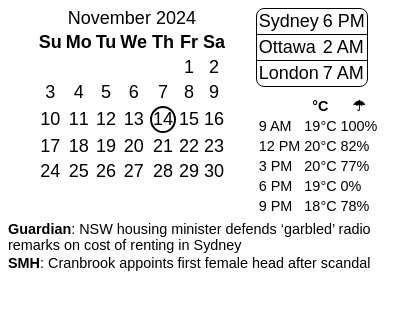 November 2024
Su Mo Tu We Th Fr Sa
1 2
3 4 5 6 7 8 9
10 11 12 13 14 15 16
17 18 19 20 21 22 23
24 25 26 27 28 29 30
Sydney 6 PM
Ottawa 2 AM
London 7 AM
°C ☂
9 AM 19°C 100%
12 PM 20°C 82%
3 PM 20°C 77%
6 PM 19°C 0%
9 PM 18°C 78%
Guardian: NSW housing minister defends ‘garbled’ radio
remarks on cost of renting in Sydney
SMH: Cranbrook appoints first female head after scandal